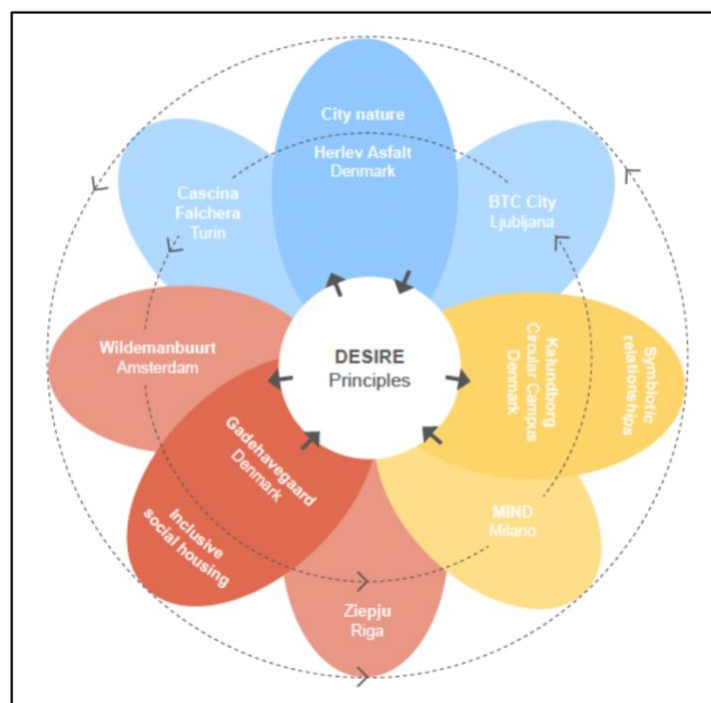 City nature
Herlev Asfalt
Denmark
Cascina
Falchera
Turin
BTC City
Ljubljana
Wildemanbuurt
Amsterdam
DESIRE
Principles
Kalundborg
Circular Campus
Denmark
Symbiotic
relationships
Gadehavegaard
Denmark
Inclusive
social housing
MIND
Milano
Ziepju
Riga